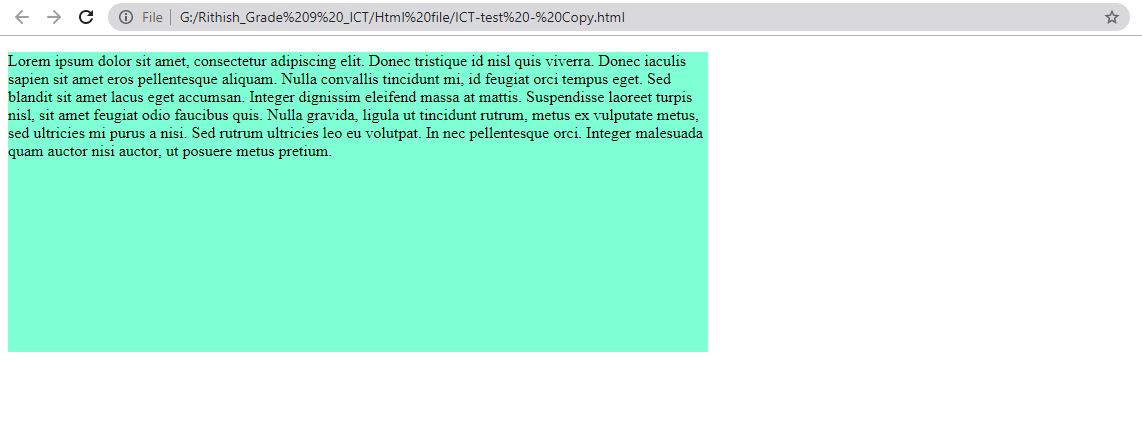 File G:/Rithish_Grade%209%20_ICT/Html%20file/ICT-test%20-%20Copy.html
Lorem ipsum dolor sit amet, consectetur adipiscing elit. Donec tristique id nisl quis viverra. Donec iaculis
sapien sit amet eros pellentesque aliquam. Nulla convallis tincidunt mi, id feugiat orci tempus eget. Sed
blandit sit amet lacus eget accumsan. Integer dignissim eleifend massa at mattis. Suspendisse laoreet turpis
nisl, sit amet feugiat odio faucibus quis. Nulla gravida, ligula ut tincidunt rutrum, metus ex vulputate metus,
sed ultricies mi purus a nisi. Sed rutrum ultricies leo eu volutpat. In nec pellentesque orci. Integer malesuada
quam auctor nisi auctor, ut posuere metus pretium.